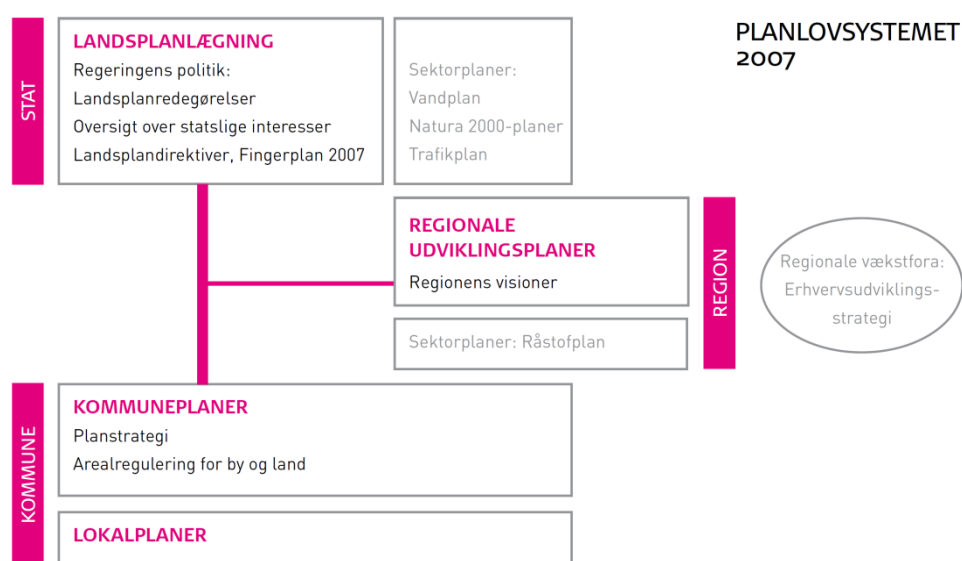 PLANLOVSYSTEMET
2007
STAT
LANDSPLANLÆGNING
Regeringens politik:
Landsplanredegørelser
Oversigt over statslige interesser
Landsplandirektiver, Fingerplan 2007
Sektorplaner:
Vandplan
Natura 2000-planer
Trafikplan
REGIONALE
UDVIKLINGSPLANER
Regionens visioner
Sektorplaner: Råstofplan
REGION
Regionale vækstfora:
Erhvervsudviklings-
strategi
KOMMUNE
KOMMUNEPLANER
Planstrategi
Arealregulering for by og land
LOKALPLANER